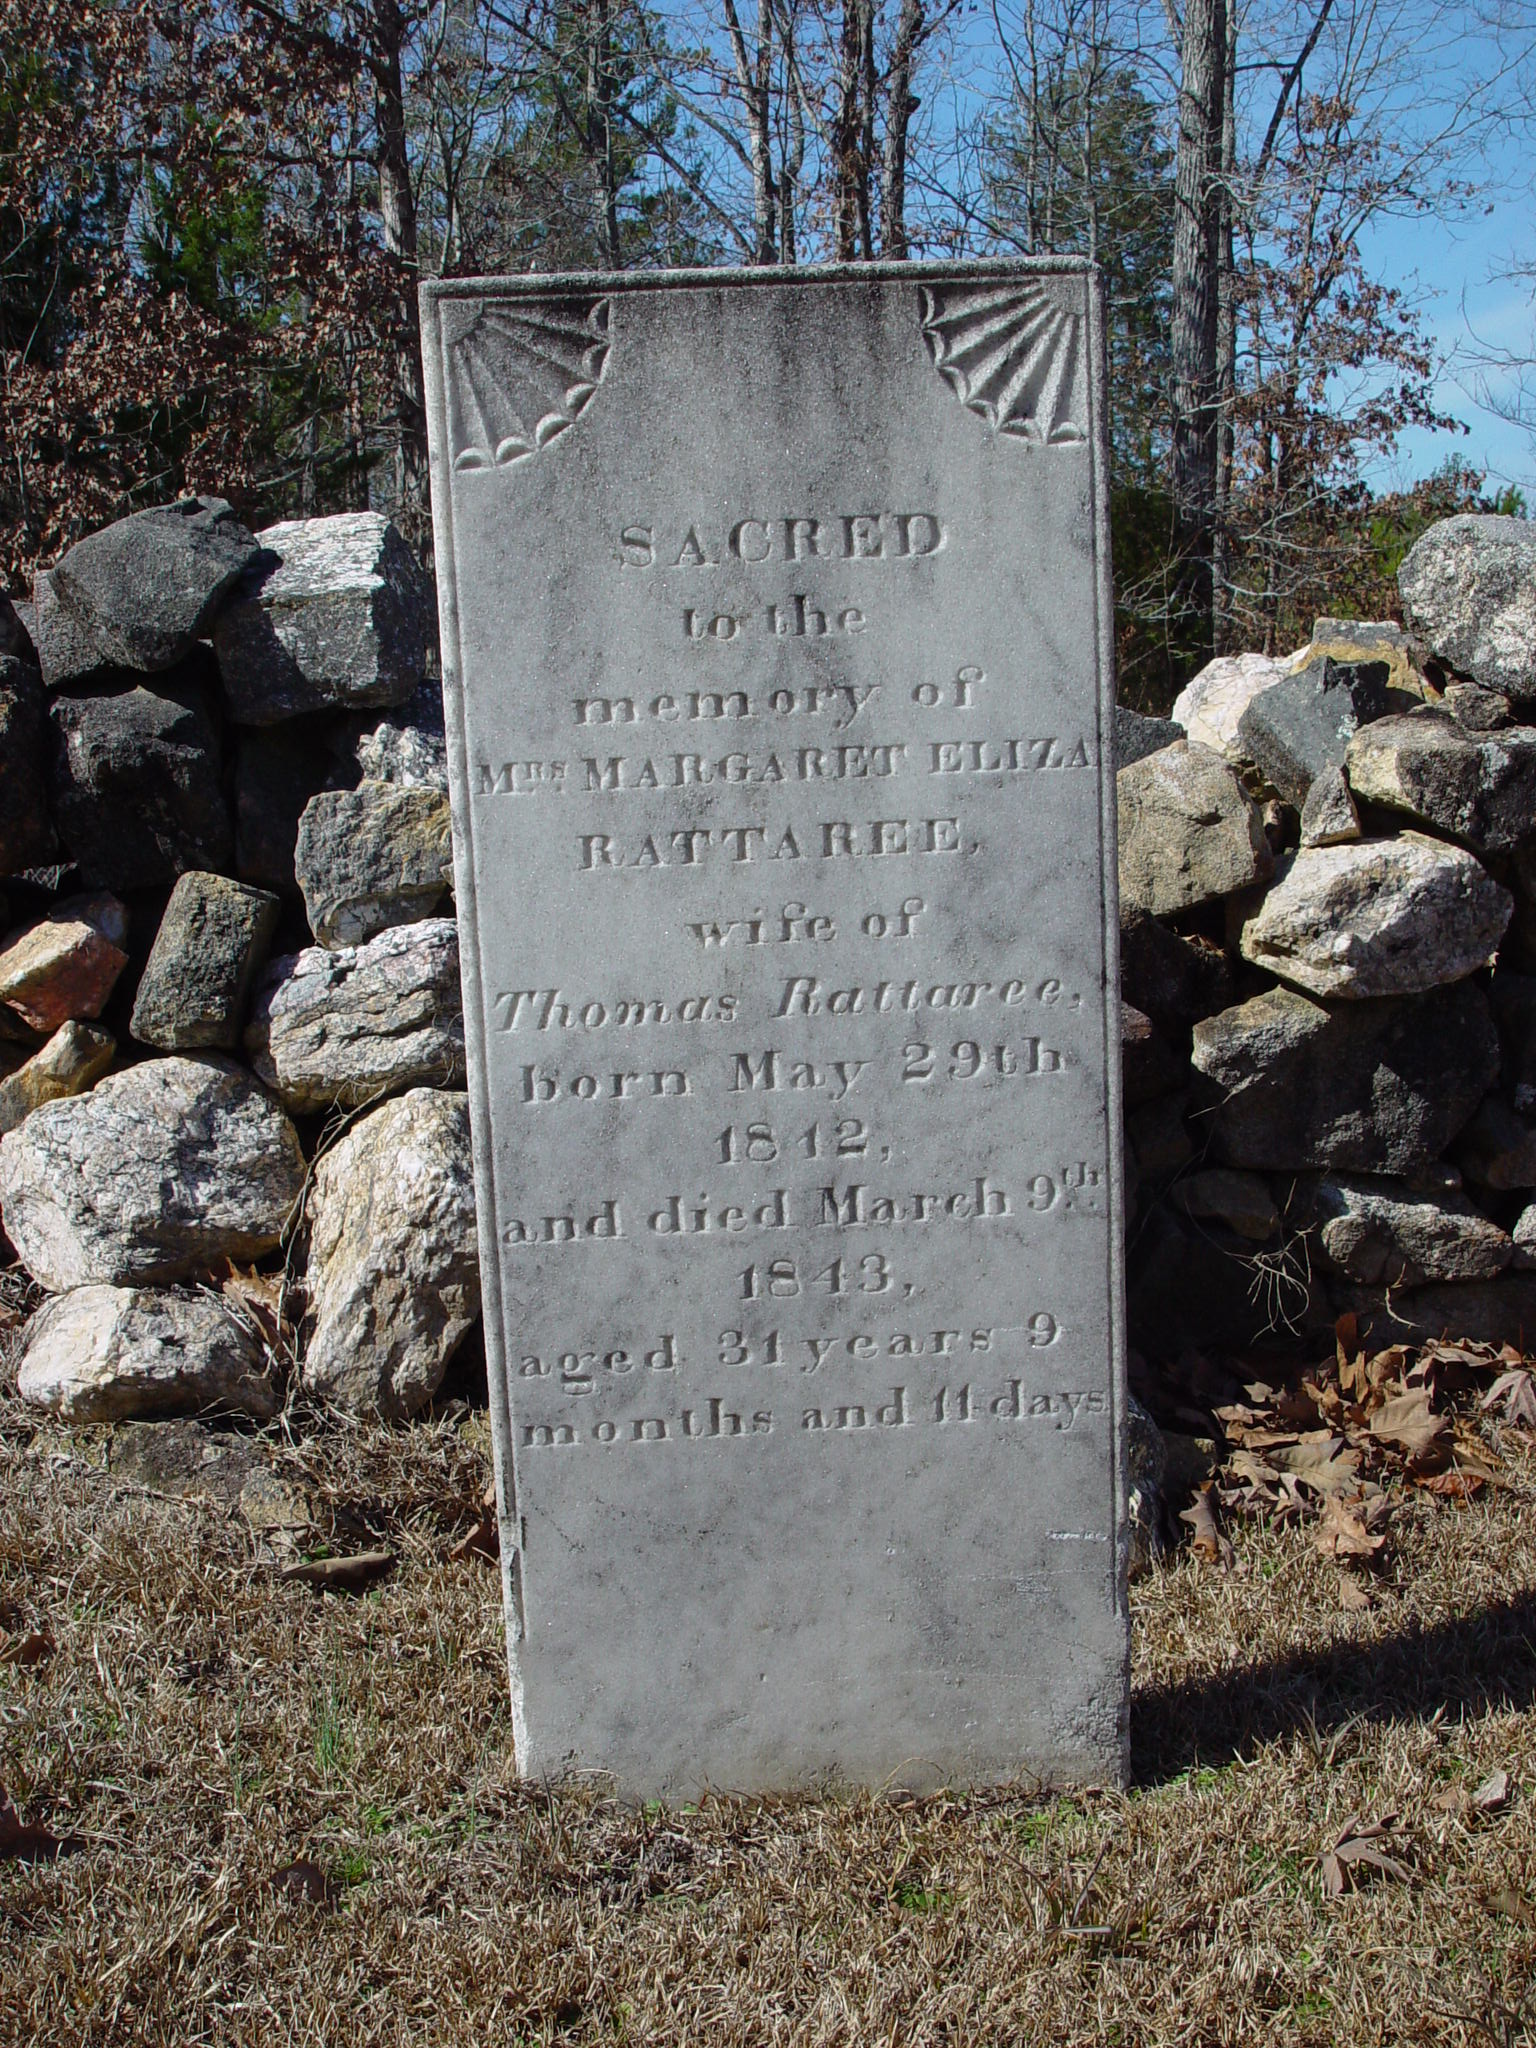 SACRED
to the
memory of
Mrs. MARGARET ELIZA
RATTAREE,
wife of
Thomas Rattaree,
born May 29th
1812,
and died March 9th.
1843,
aged 31 years 9
months and 11 days